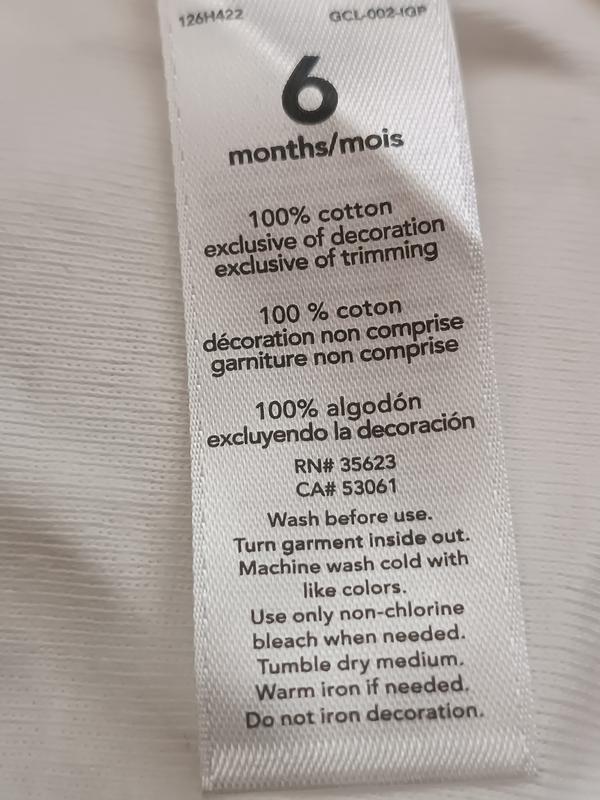 126H422 GCL-002-IGP
6
months/mois
100% cotton
exclusive of decoration
exclusive of trimming
100 % coton
décoration non comprise
garniture non comprise
100% algodón
excluyendo la decoración
RN# 35623
CA# 53061
Wash before use.
Turn garment inside out.
Machine wash cold with
like colors.
Use only non-chlorine
bleach when needed.
Tumble dry medium.
Warm iron if needed.
Do not iron decoration.